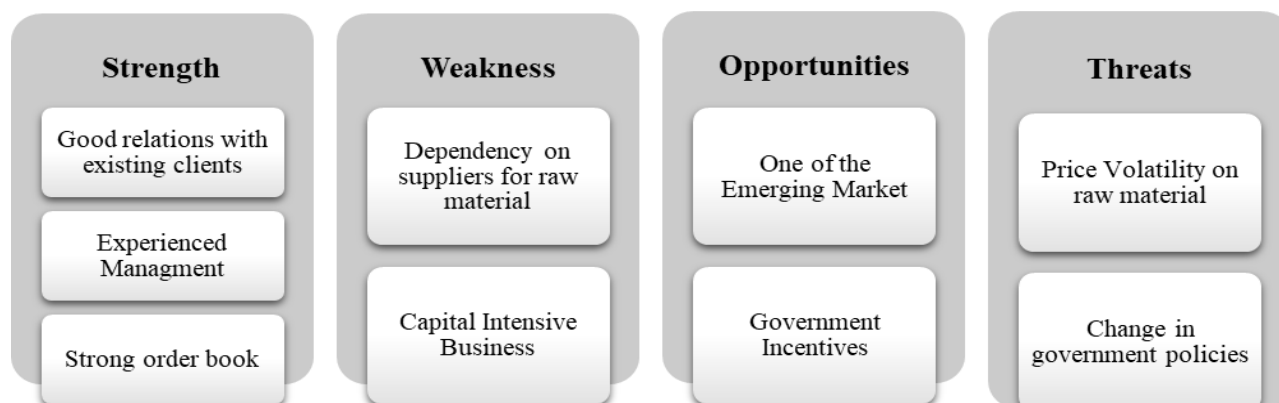 Strength
Good relations with
existing clients
Experienced
Managment
Strong order book
Weakness
Dependency on
suppliers for raw
material
Capital Intensive
Business
Opportunities
One of the
Emerging Market
Government
Incentives
Threats
Price Volatility on
raw material
Change in
government policies